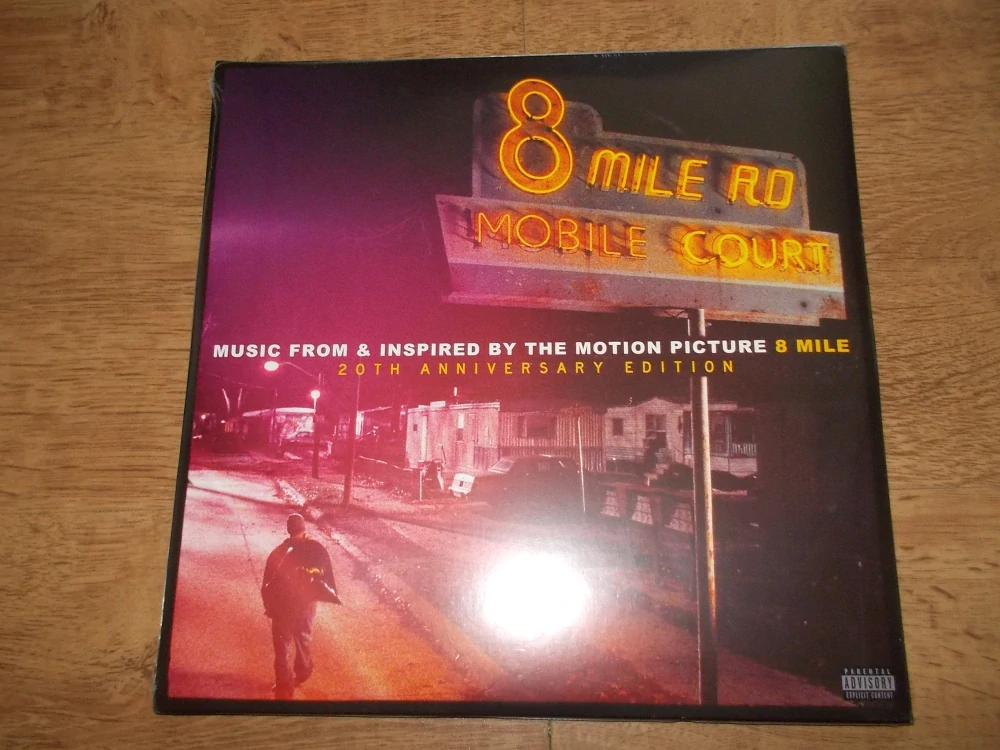 8 MILE RD
MOBILE COURT
MUSIC FROM & INSPIRED BY THE MOTION PICTURE 8 MILE
20TH ANNIVERSARY EDITION
PARENTAL
ADVISORY
EXPLICIT CONTENT